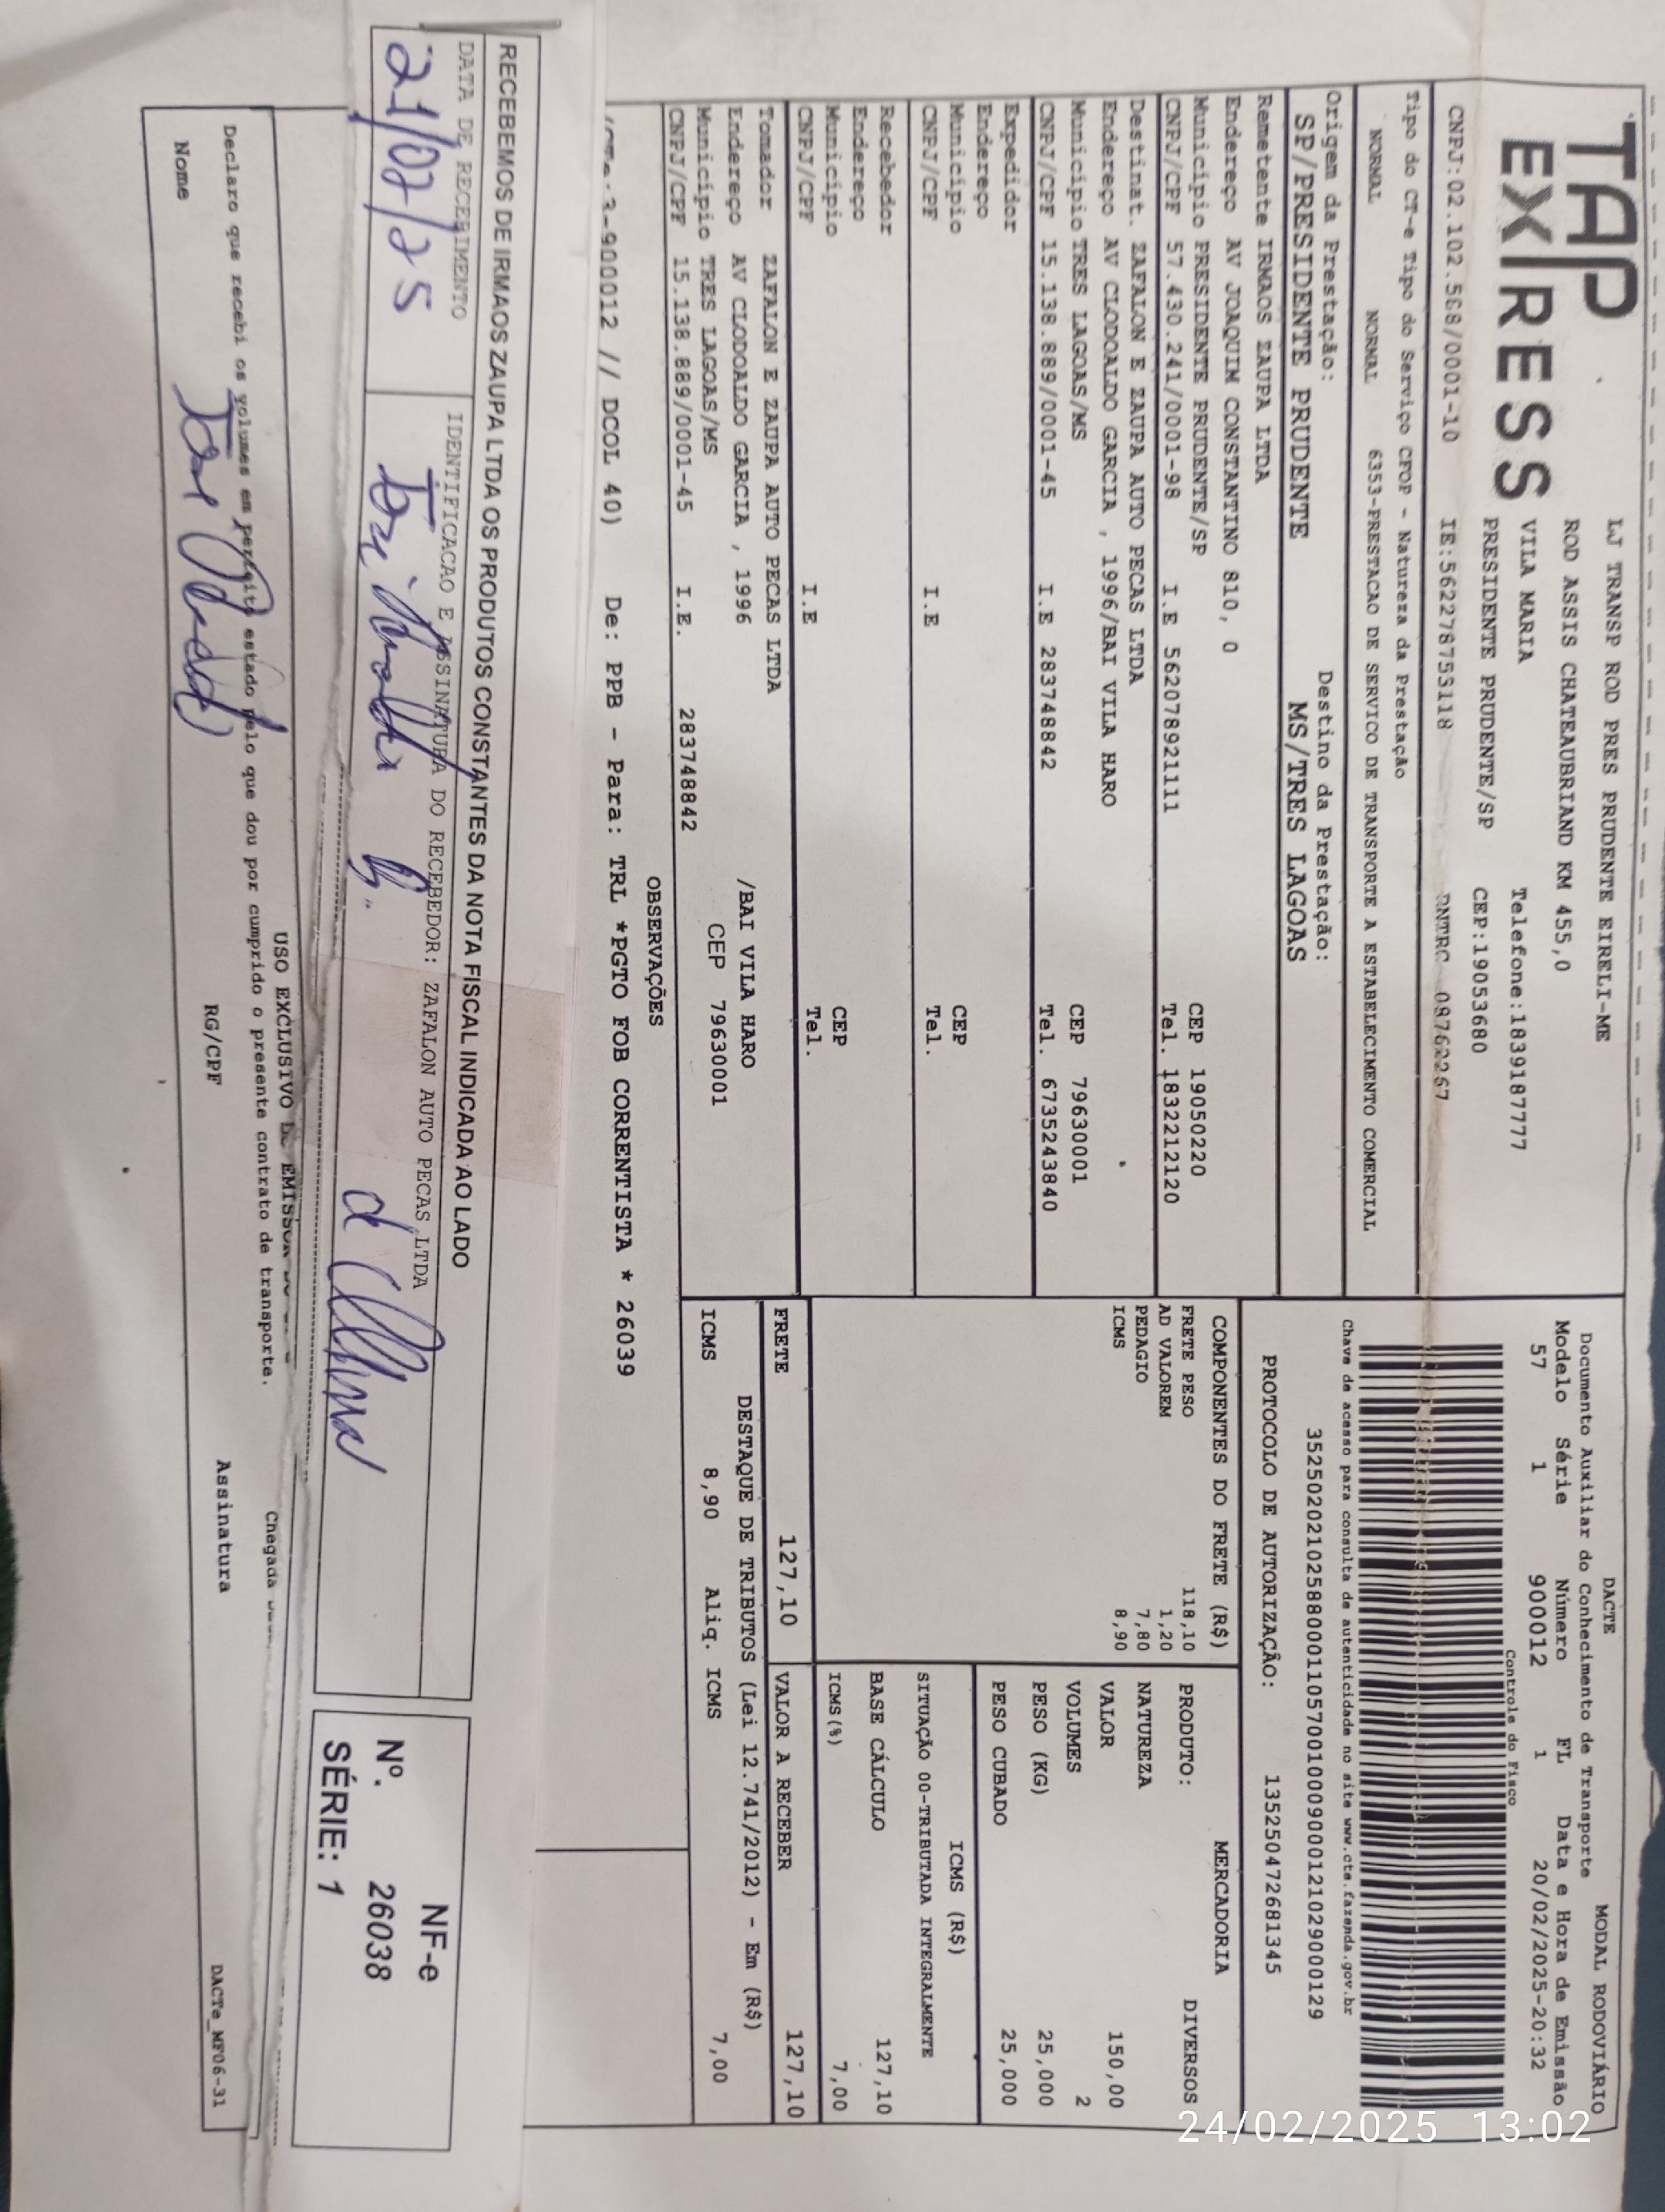 TAP
EXPRESS
LJ TRANSP ROD PRES PRUDENTE EIRELI-ME
ROD ASSIS CHATEAUBRIAND KM 455,0
VILA MARIA Telefone:1839187777
PRESIDENTE PRUDENTE/SP CEP:19053680
CNPJ:02.102.588/0001-10 IE:562278753118 RNTRC 08762267
DACTE MODAL RODOVIÁRIO
Documento Auxiliar do Conhecimento de Transporte
Modelo Série Número FL Data e Hora de Emissão
57 1 900012 1 20/02/2025-20:32
Controle do Fisco
Tipo do CT-e Tipo do Serviço CFOP - Natureza da Prestação
NORMAL NORMAL 6353-PRESTACAO DE SERVICO DE TRANSPORTE A ESTABELECIMENTO COMERCIAL
Chave de acesso para consulta de autenticidade no site www.cte.fazenda.gov.br
35250202102588000110570010009000121029000129
Origem da Prestação: Destino da Prestação:
SP/PRESIDENTE PRUDENTE MS/TRES LAGOAS
PROTOCOLO DE AUTORIZAÇÃO: 135250472681345
Remetente IRMAOS ZAUPA LTDA
Endereço AV JOAQUIM CONSTANTINO 810, 0
Município PRESIDENTE PRUDENTE/SP CEP 19050220
CNPJ/CPF 57.430.241/0001-98 I.E 562078921111 Tel. 1832212120
Destinat. ZAFALON E ZAUPA AUTO PECAS LTDA
Endereço AV CLODOALDO GARCIA , 1996/BAI VILA HARO
Município TRES LAGOAS/MS CEP 79630001
CNPJ/CPF 15.138.889/0001-45 I.E 283748842 Tel. 6735243840
Expedidor
Endereço
Município CEP
CNPJ/CPF I.E Tel.
Recebedor
Endereço
Município CEP
CNPJ/CPF I.E Tel.
Tomador ZAFALON E ZAUPA AUTO PECAS LTDA
Endereço AV CLODOALDO GARCIA , 1996 /BAI VILA HARO
Município TRES LAGOAS/MS CEP 79630001
CNPJ/CPF 15.138.889/0001-45 I.E. 283748842
COMPONENTES DO FRETE (R$)
FRETE PESO 118,10
AD VALOREM 1,20
PEDAGIO 7,80
ICMS 8,90
MERCADORIA
PRODUTO: DIVERSOS
NATUREZA
VALOR 150,00
VOLUMES 2
PESO (KG) 25,000
PESO CUBADO 25,000
ICMS (R$)
SITUAÇÃO 00-TRIBUTADA INTEGRALMENTE
BASE CÁLCULO 127,10
ICMS(%) 7,00
FRETE 127,10 VALOR A RECEBER 127,10
DESTAQUE DE TRIBUTOS (Lei 12.741/2012) - Em (R$)
ICMS 8,90 Aliq. ICMS 7,00
OBSERVAÇÕES
3-900012 // DCOL 40) De: PPB - Para: TRL *PGTO FOB CORRENTISTA * 26039
RECEBEMOS DE IRMAOS ZAUPA LTDA OS PRODUTOS CONSTANTES DA NOTA FISCAL INDICADA AO LADO
DATA DE RECEBIMENTO IDENTIFICACAO E ASSINATURA DO RECEBEDOR: ZAFALON AUTO PECAS LTDA
21/02/25
NF-e
Nº. 26038
SÉRIE: 1
USO EXCLUSIVO DE EMISSOR
Chegada
Declaro que recebi os volumes em perfeito estado pelo que dou por cumprido o presente contrato de transporte.
Nome RG/CPF Assinatura
DACTe_MF06-31
24/02/2025 13:02